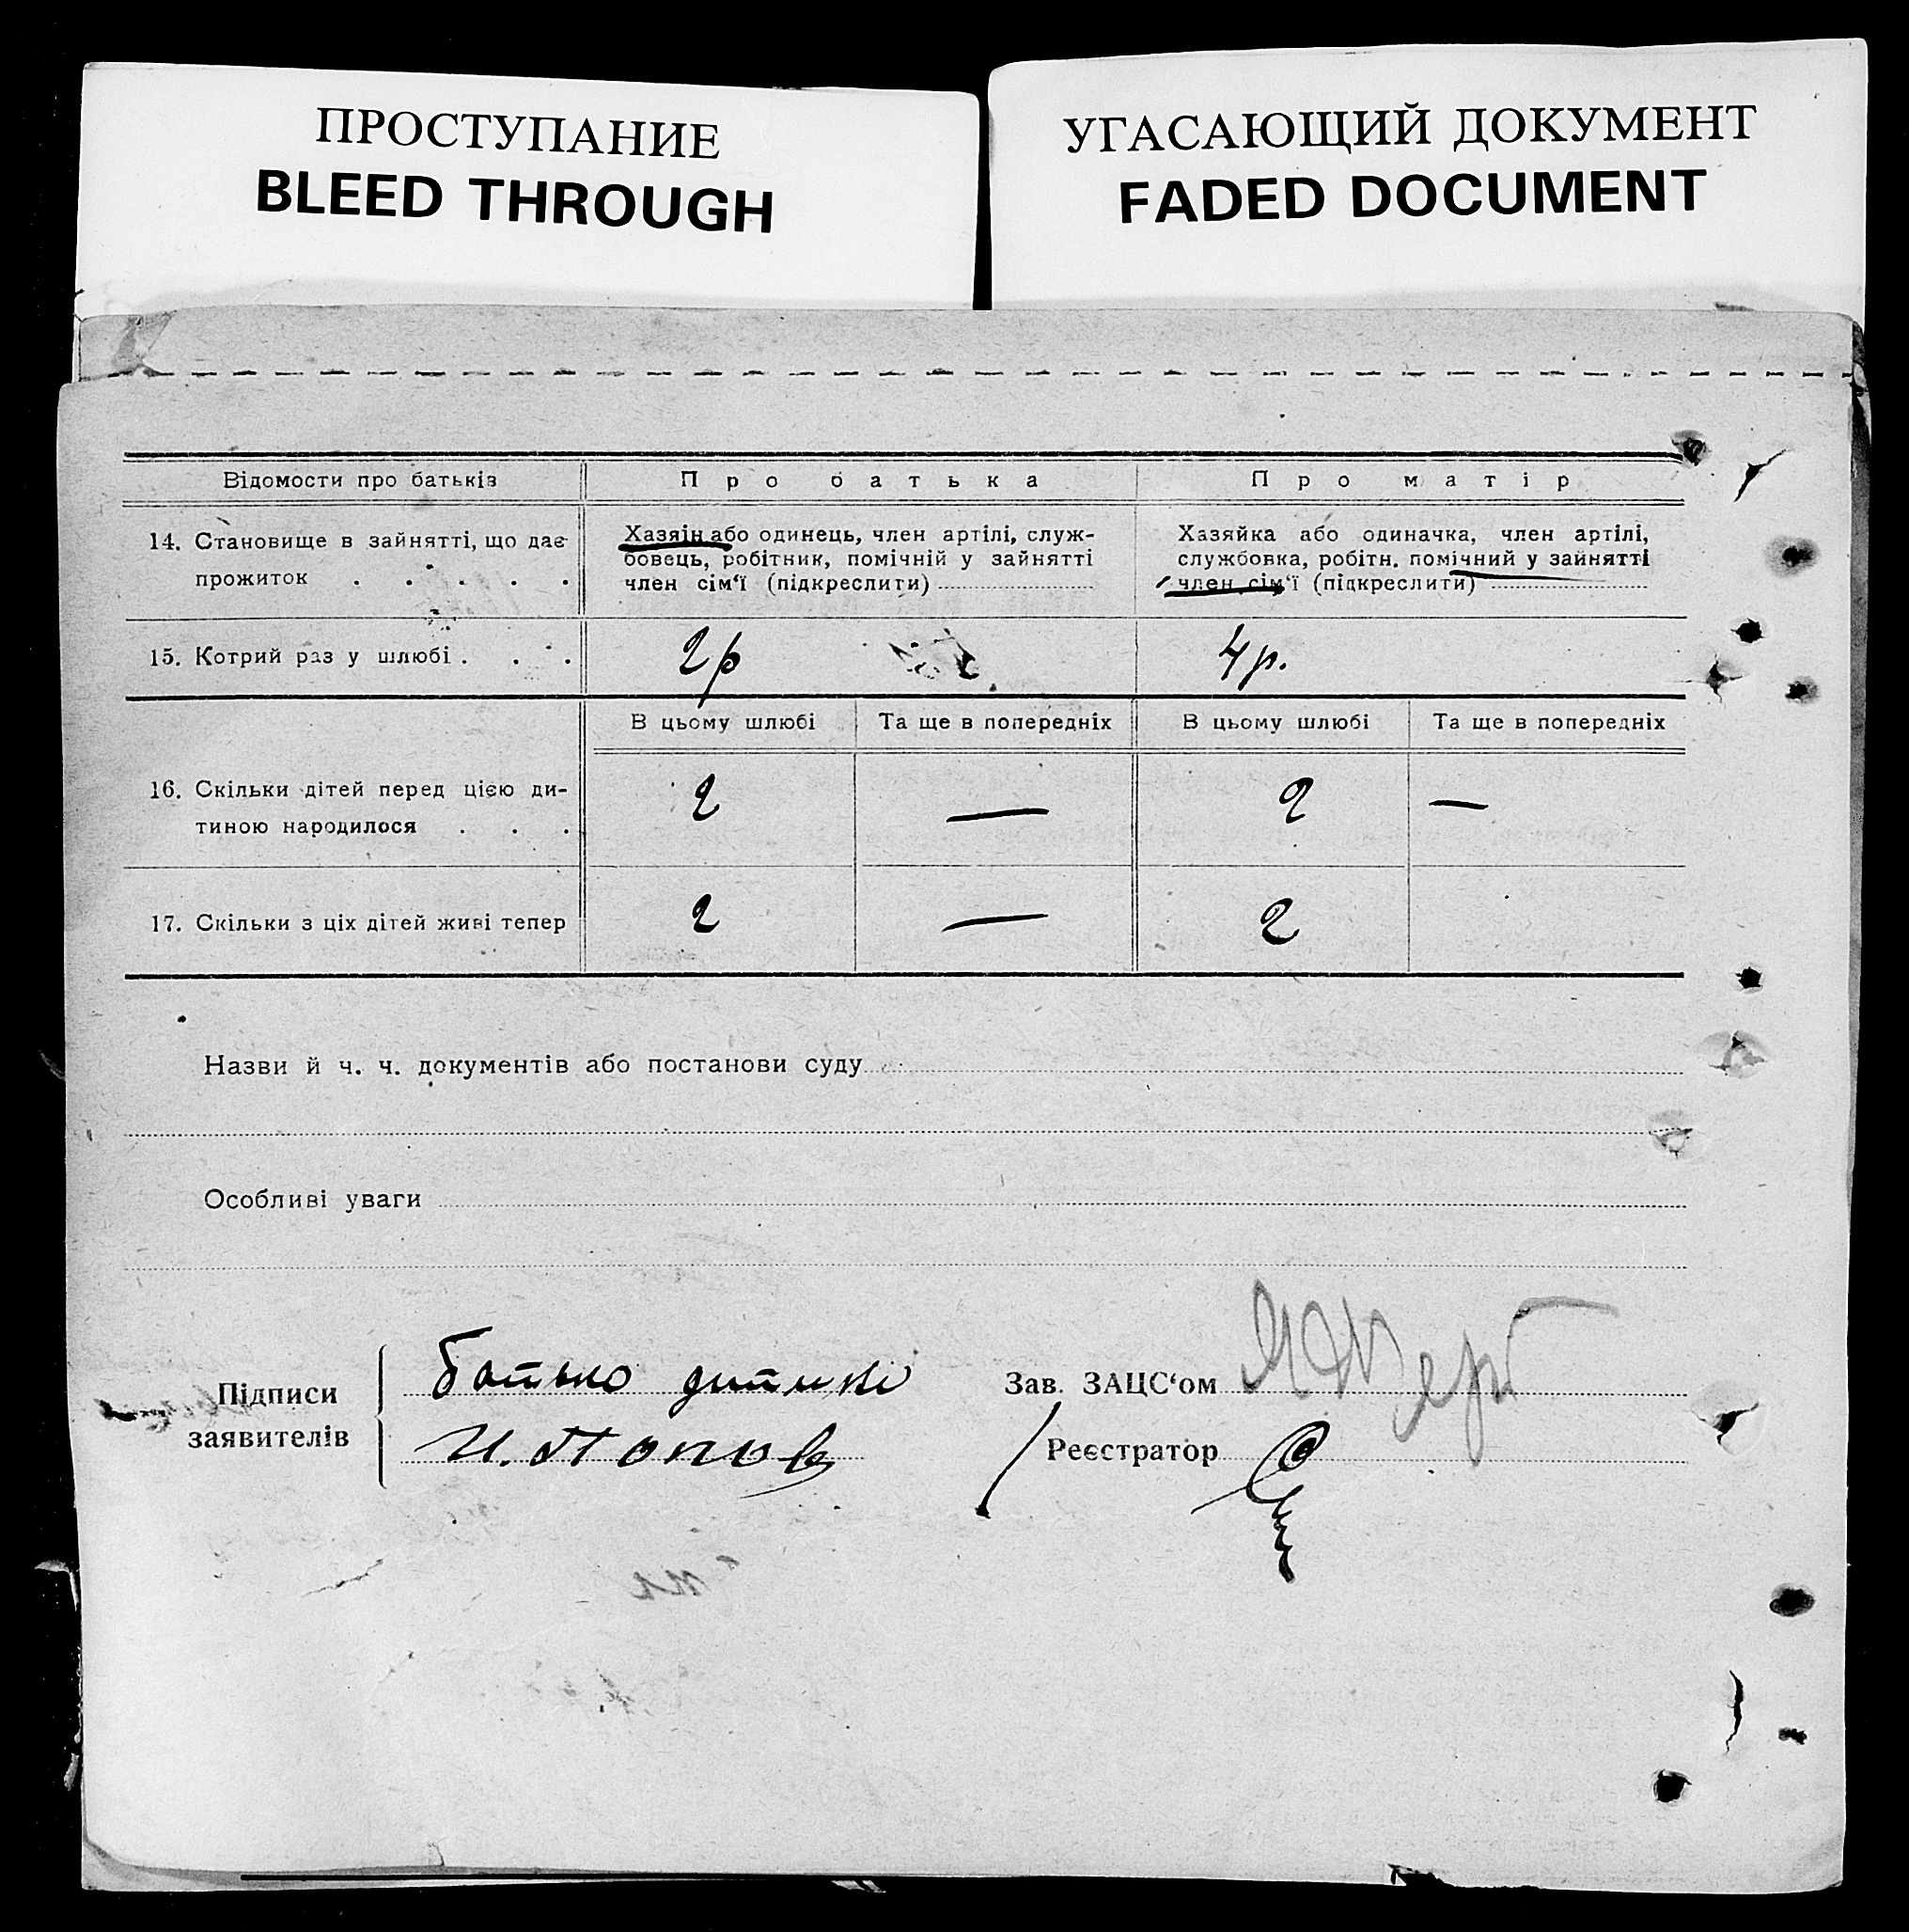 ПРОСТУПАНИЕ
BLEED THROUGH
УГАСАЮЩИЙ ДОКУМЕНТ
FADED DOCUMENT
Відомости про батьків
Про батька
Про матір
14. Становище в зайнятті, що дає
прожиток . . . . .
Хазяін або одинець, член артілі, служ-
бовець, робітник, помічній у зайнятті
член сім‘ї (підкреслити)
Хазяйка або одиначка, член артілі,
службовка, робітн. помічний у зайнятті
член сім‘ї (підкреслити)
15. Котрий раз у шлюбі . . .
2р
4р.
В цьому шлюбі
Та ще в попередніх
В цьому шлюбі
Та ще в попередніх
16. Скільки дітей перед цією ди-
тиною народилося . . .
2
—
2
—
17. Скільки з ціх дітей живі тепер
2
—
2
Назви й ч. ч. документів або постанови суду
Особливі уваги
Підписи
заявителів
батько дитини
И. Попов
Зав. ЗАЦС‘ом
Реєстратор